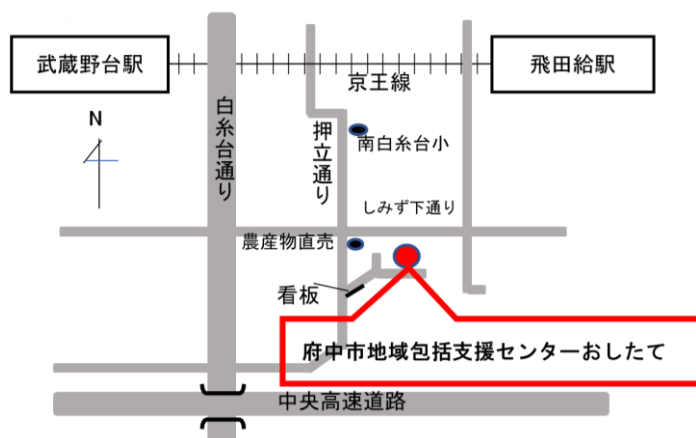 武蔵野台駅
飛田給駅
京王線
白糸台通り
押立通り
N
南白糸台小
しみず下通り
農産物直売
看板
府中市地域包括支援センターおしたて
中央高速道路